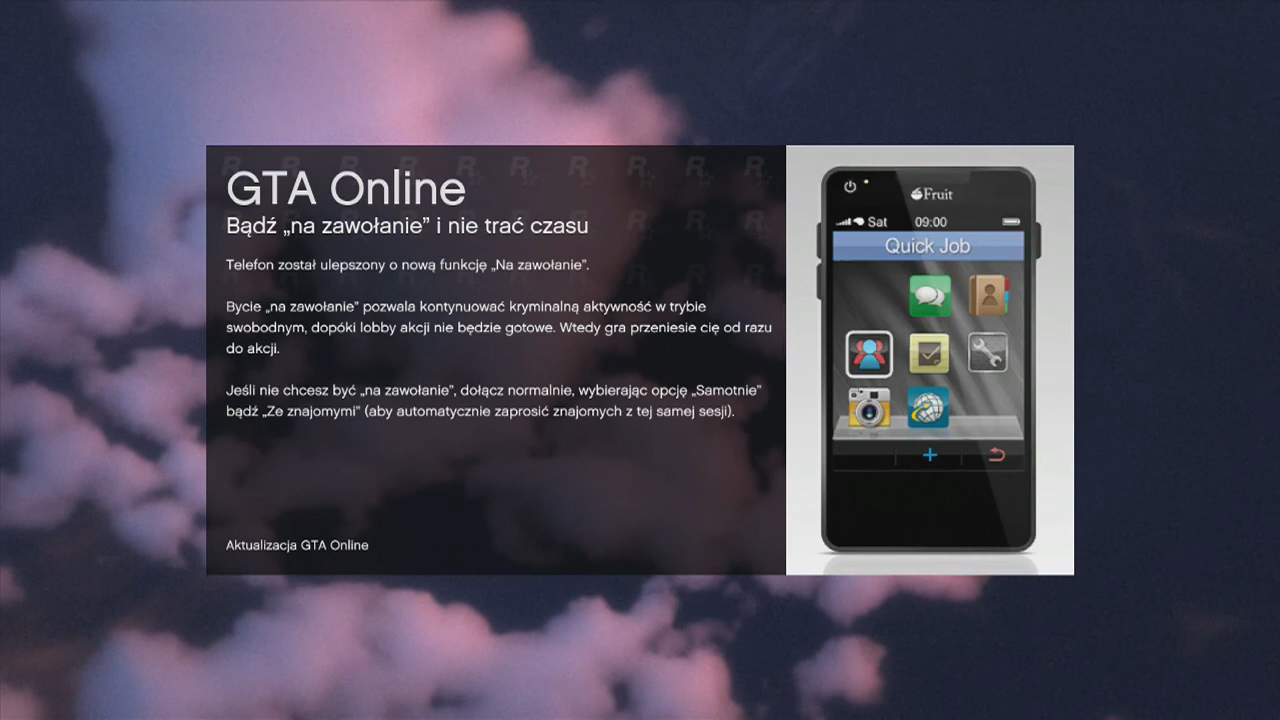 GTA Online
Bądź „na zawołanie” i nie trać czasu
Telefon został ulepszony o nową funkcję „Na zawołanie”.
Bycie „na zawołanie” pozwala kontynuować kryminalną aktywność w trybie
swobodnym, dopóki lobby akcji nie będzie gotowe. Wtedy gra przeniesie cię od razu
do akcji.
Jeśli nie chcesz być „na zawołanie”, dołącz normalnie, wybierając opcję „Samotnie”
bądź „Ze znajomymi” (aby automatycznie zaprosić znajomych z tej samej sesji).
Aktualizacja GTA Online
Fruit
Sat 09:00
Quick Job